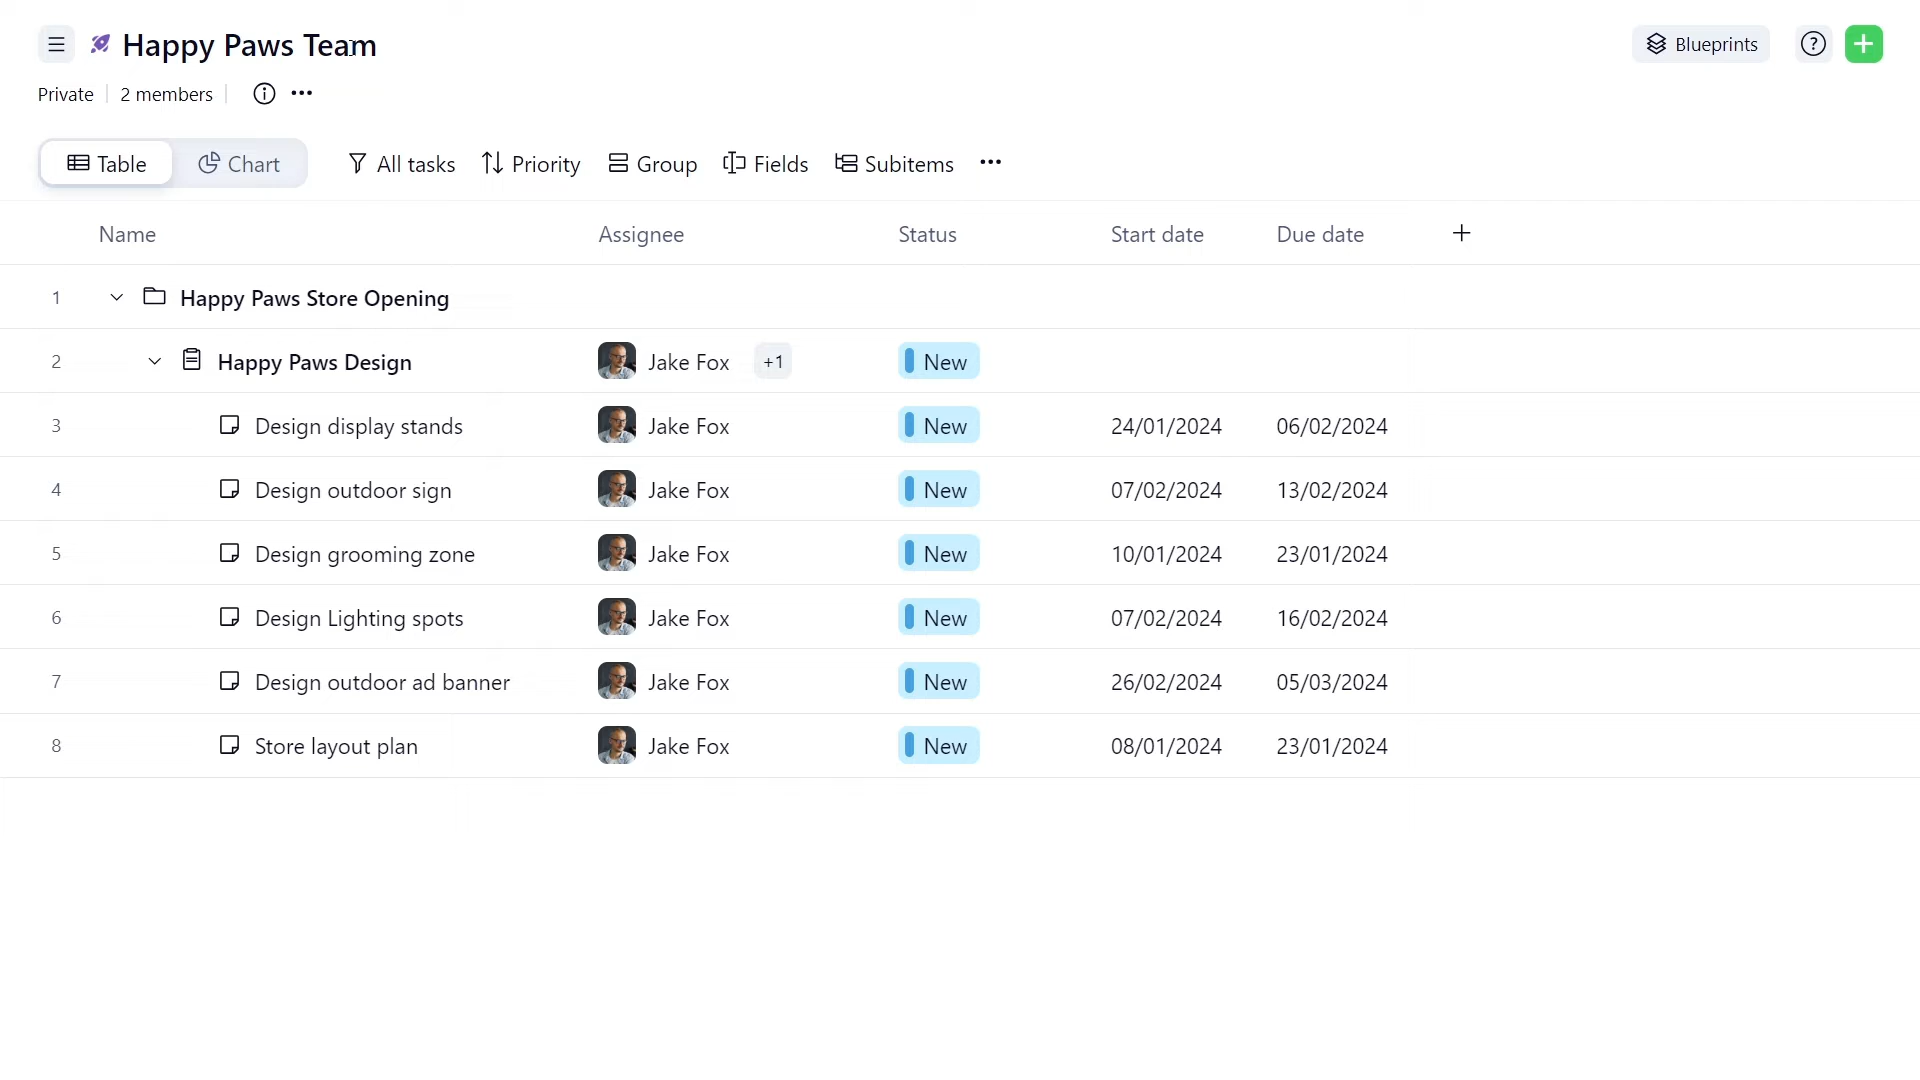 Happy Paws Team
Blueprints
Private
2 members
Table
Chart
All tasks
Priority
Group
Fields
Subitems
Name Assignee Status Start date Due date
1 Happy Paws Store Opening
2 Happy Paws Design Jake Fox +1 New
3 Design display stands Jake Fox New 24/01/2024 06/02/2024
4 Design outdoor sign Jake Fox New 07/02/2024 13/02/2024
5 Design grooming zone Jake Fox New 10/01/2024 23/01/2024
6 Design Lighting spots Jake Fox New 07/02/2024 16/02/2024
7 Design outdoor ad banner Jake Fox New 26/02/2024 05/03/2024
8 Store layout plan Jake Fox New 08/01/2024 23/01/2024